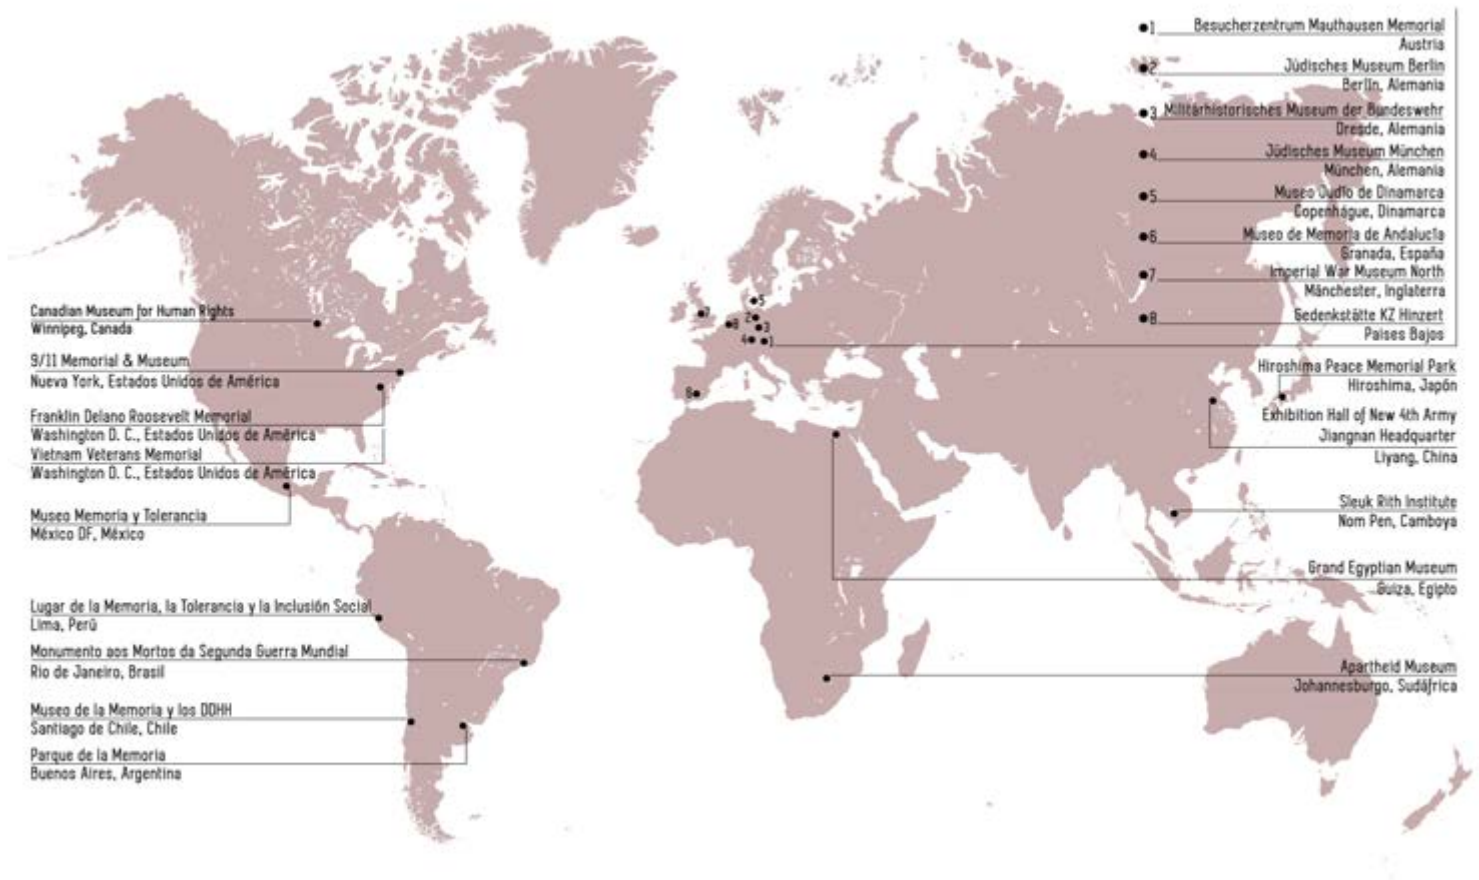 Canadian Museum for Human Rights
Winnipeg, Canada
9/11 Memorial & Museum
Nueva York, Estados Unidos de América
Franklin Delano Roosevelt Memorial
Washington D. C., Estados Unidos de América
Vietnam Veterans Memorial
Washington D. C., Estados Unidos de América
Museo Memoria y Tolerancia
México DF, México
Lugar de la Memoria, la Tolerancia y la Inclusión Social
Lima, Perú
Monumento aos Mortos da Segunda Guerra Mundial
Rio de Janeiro, Brasil
Museo de la Memoria y los DDHH
Santiago de Chile, Chile
Parque de la Memoria
Buenos Aires, Argentina
5
7
2
8
3
4
1
6
1 Besucherzentrum Mauthausen Memorial
Austria
2 Jüdisches Museum Berlin
Berlín, Alemania
3 Militärhistorisches Museum der Bundeswehr
Dresde, Alemania
4 Jüdisches Museum München
München, Alemania
5 Museo Judío de Dinamarca
Copenhague, Dinamarca
6 Museo de Memoria de Andalucía
Granada, España
7 Imperial War Museum North
Mánchester, Inglaterra
8 Gedenkstätte KZ Hinzert
Países Bajos
Hiroshima Peace Memorial Park
Hiroshima, Japón
Exhibition Hall of New 4th Army
Jiangnan Headquarter
Liyang, China
Sleuk Rith Institute
Nom Pen, Camboya
Grand Egyptian Museum
Guiza, Egipto
Apartheid Museum
Johannesburgo, Sudáfrica